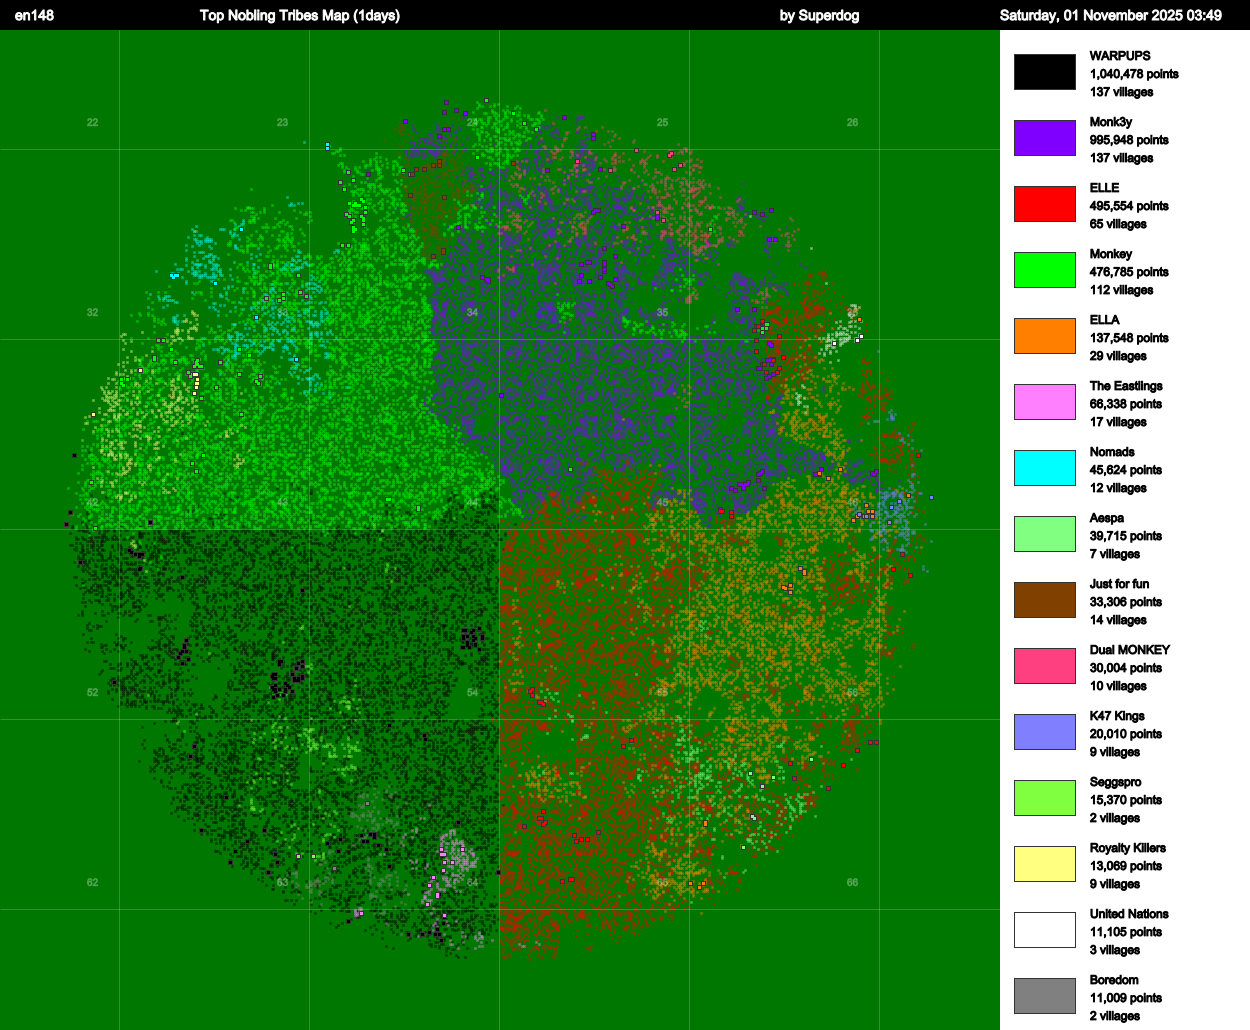 en148 Top Nobling Tribes Map (1days) by Superdog Saturday, 01 November 2025 03:49
WARPUPS
1,040,478 points
137 villages
Monk3y
995,948 points
137 villages
ELLE
495,554 points
65 villages
Monkey
476,785 points
112 villages
ELLA
137,548 points
29 villages
The Eastlings
66,338 points
17 villages
Nomads
45,624 points
12 villages
Aespa
39,715 points
7 villages
Just for fun
33,306 points
14 villages
Dual MONKEY
30,004 points
10 villages
K47 Kings
20,010 points
9 villages
Seggspro
15,370 points
2 villages
Royalty Killers
13,069 points
9 villages
United Nations
11,105 points
3 villages
Boredom
11,009 points
2 villages
22 23 24 25 26
32 33 34 35
42 43 45
52 54 55 66
62 63 64 65 66